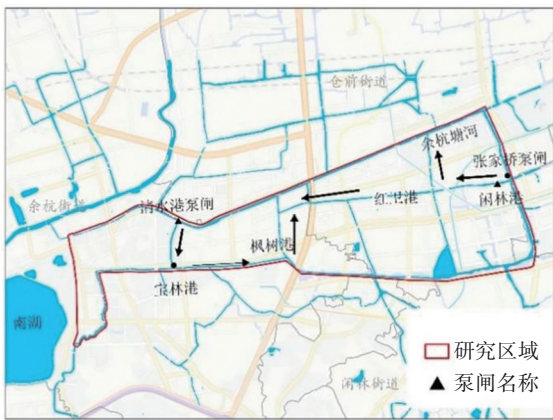 仓前街道
余杭塘河
张家桥泵闸
红卫港
闲林港
余杭街道
清水港泵闸
枫树港
宝林港
南湖
闲林街道
研究区域
泵闸名称